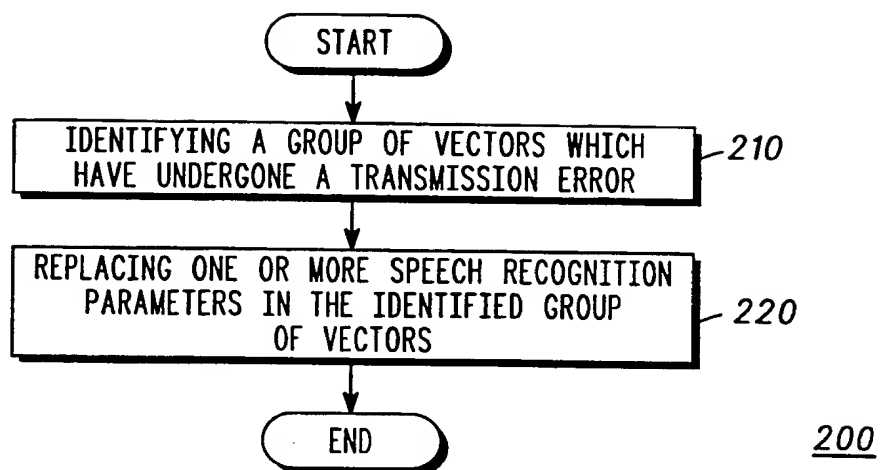 START
IDENTIFYING A GROUP OF VECTORS WHICH
HAVE UNDERGONE A TRANSMISSION ERROR
210
REPLACING ONE OR MORE SPEECH RECOGNITION
PARAMETERS IN THE IDENTIFIED GROUP
OF VECTORS
220
END
200